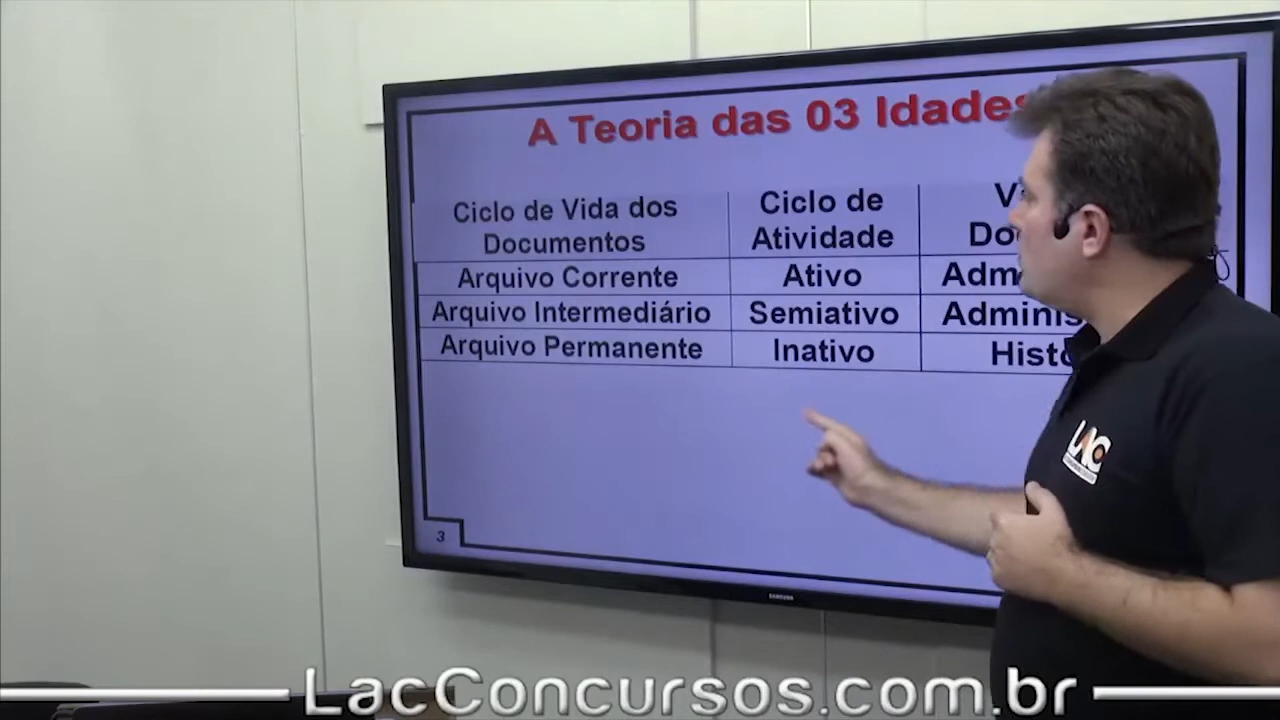 A Teoria das 03 Idades
Ciclo de Vida dos
Documentos
Ciclo de
Atividade
Arquivo Corrente
Ativo
Arquivo Intermediário
Semiativo
Arquivo Permanente
Inativo
3
SAMSUNG
LAC
LacConcursos.com.br